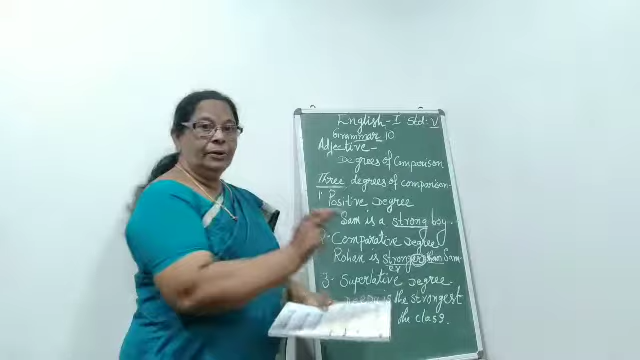 English-I Std: V
Grammar 10
Adjective -
Degrees of Comparison
Three degrees of comparison-
1. Positive Degree
Sam is a strong boy.
Comparative Degree
Rohan is stronger than Sam.
er
3- Superlative Degree
is the strongest
the class.